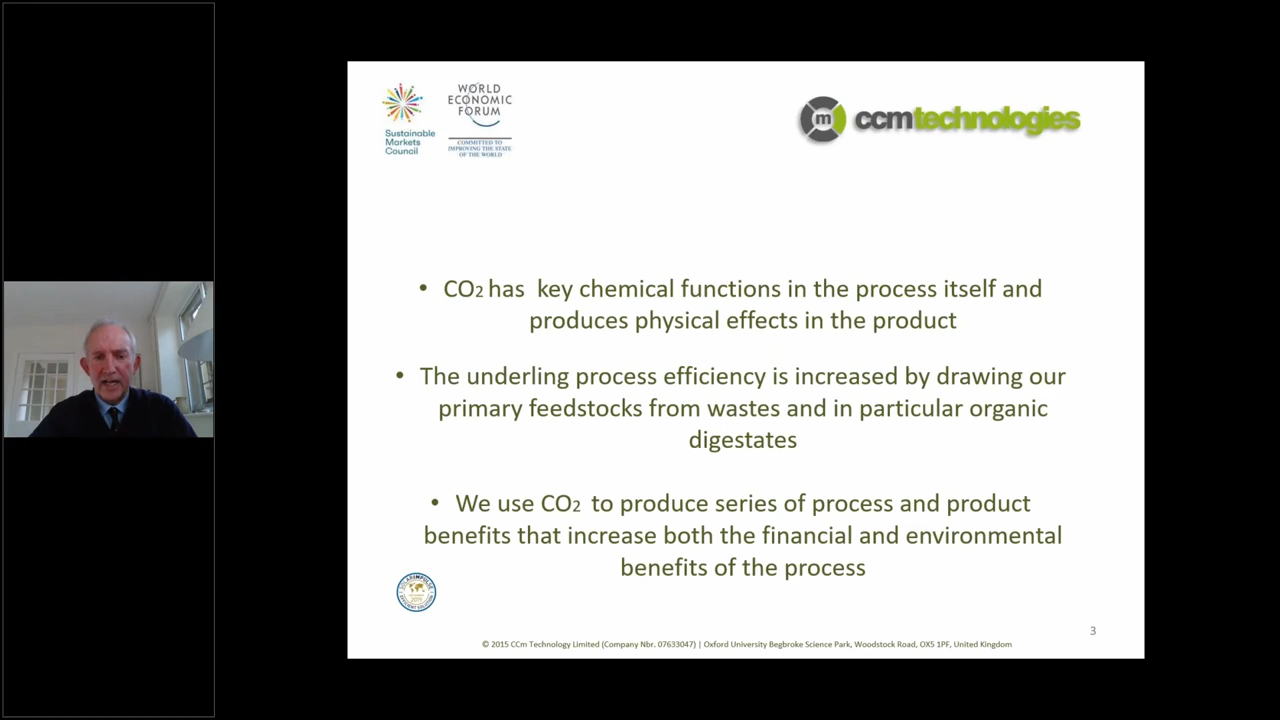 Sustainable
Markets
Council
WORLD
ECONOMIC
FORUM
COMMITTED TO
IMPROVING THE STATE
OF THE WORLD
m ccmtechnologies
• CO2 has key chemical functions in the process itself and
produces physical effects in the product
• The underling process efficiency is increased by drawing our
primary feedstocks from wastes and in particular organic
digestates
• We use CO2 to produce series of process and product
benefits that increase both the financial and environmental
benefits of the process
SOLAR IMPULSE
EFFICIENT SOLUTION
3
© 2015 CCm Technology Limited (Company Nbr. 07633047) | Oxford University Begbroke Science Park, Woodstock Road, OX5 1PF, United Kingdom